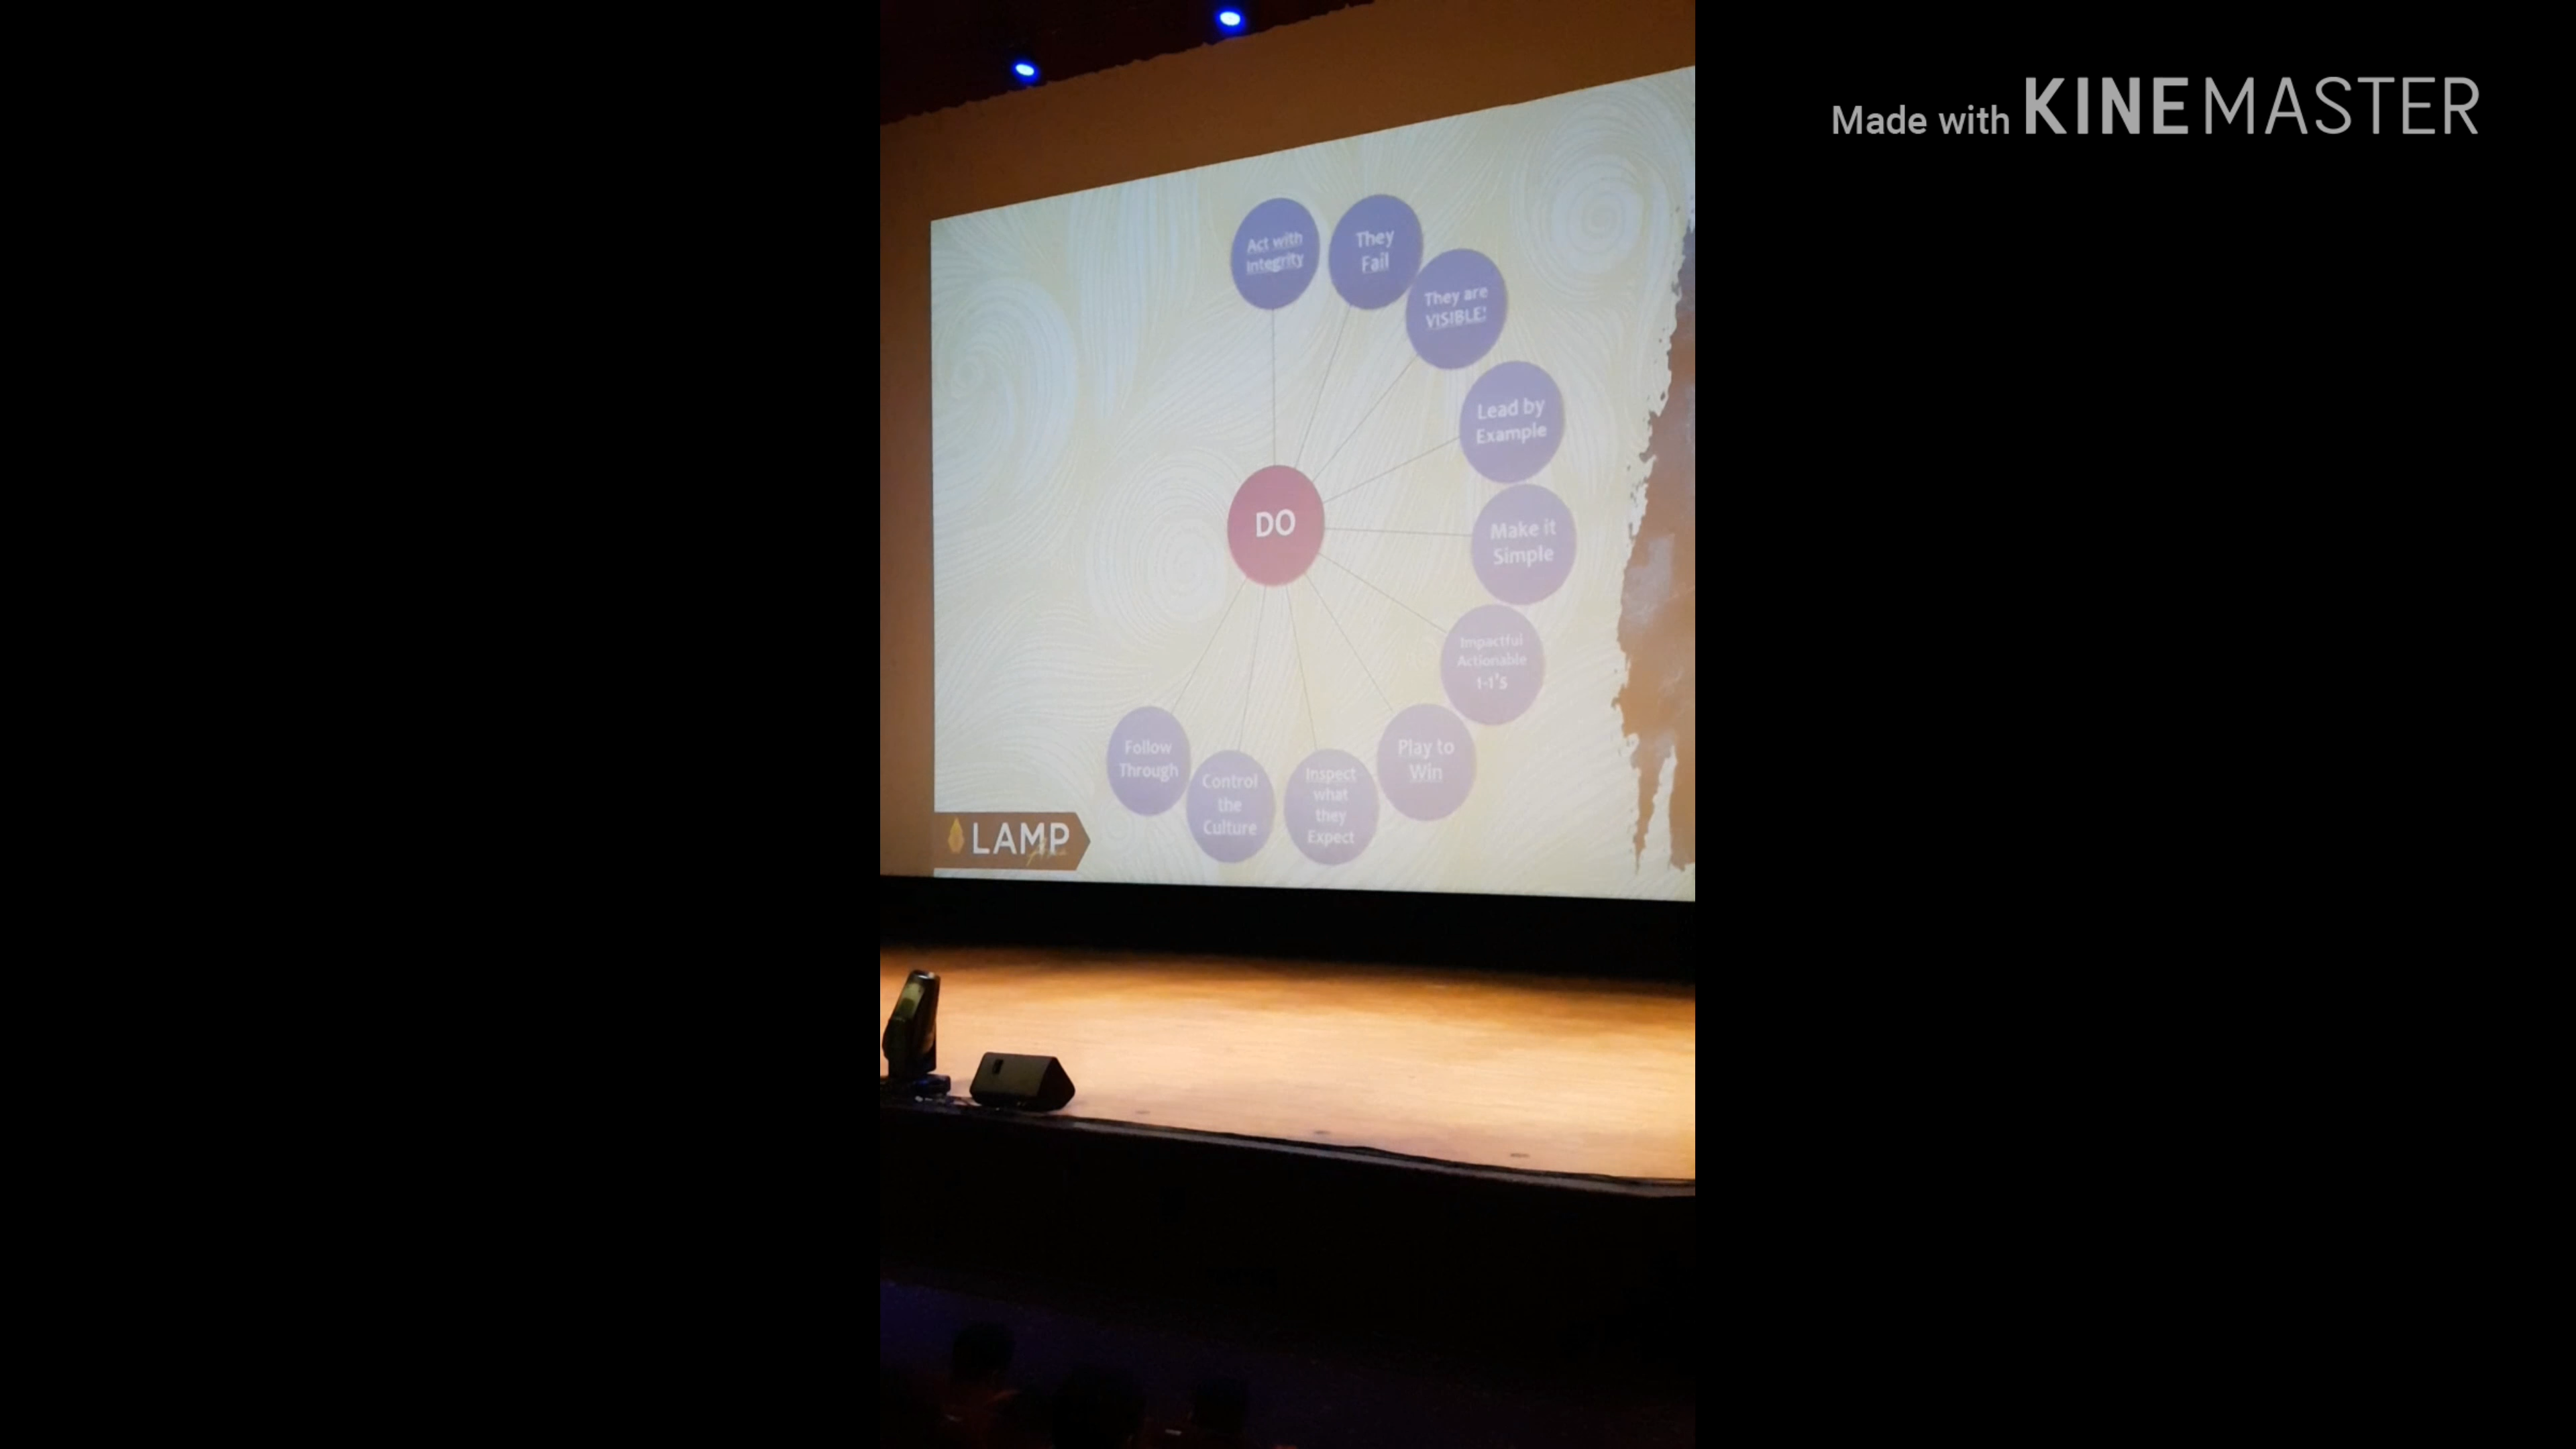 Made with KINEMASTER
Act with
Integrity
They
Fail
They are
VISIBLE!
Lead by
Example
Make it
Simple
Impactful
Actionable
1-1's
Play to
Win
Inspect
what
they
Expect
Control
the
Culture
Follow
Through
DO
LAMP